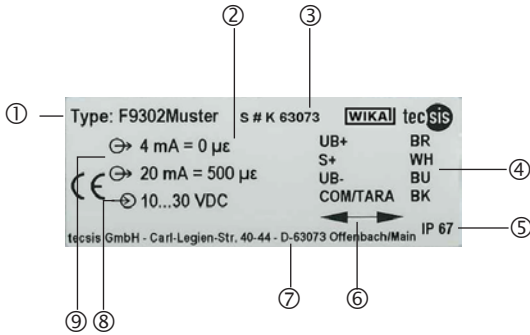 ② ③
① Type: F9302Muster S # K 63073 WIKA tecsis
4 mA = 0 µε UB+ BR
S+ WH
20 mA = 500 µε UB- BU ④
CE 10...30 VDC COM/TARA BK
IP 67 ⑤
tecsis GmbH - Carl-Legien-Str. 40-44 - D-63073 Offenbach/Main
⑨ ⑧ ⑦ ⑥